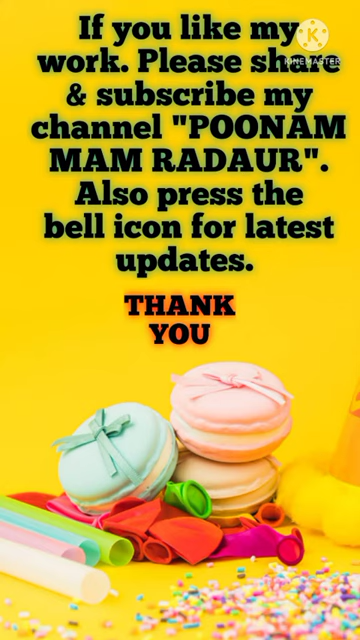 If you like my
work. Please share
& subscribe my
channel "POONAM
MAM RADAUR".
Also press the
bell icon for latest
updates.
THANK
YOU
K
KINEMASTER